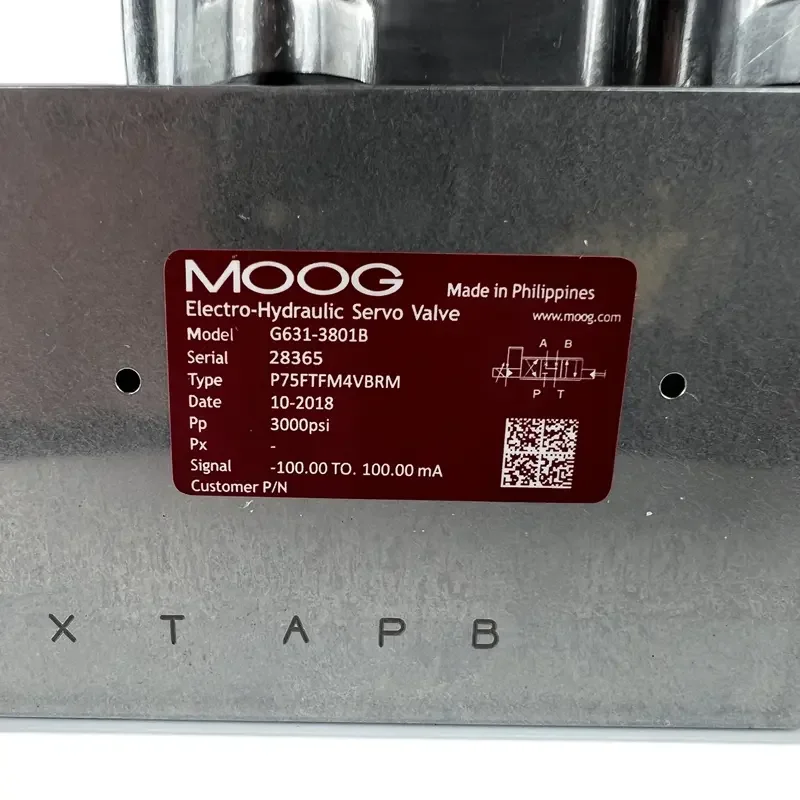 MOOG
Made in Philippines
Electro-Hydraulic Servo Valve
www.moog.com
Model G631-3801B
Serial 28365
Type P75FTFM4VBRM
Date 10-2018
Pp 3000psi
Px -
Signal -100.00 TO. 100.00 mA
Customer P/N
A B
P T
X T A P B